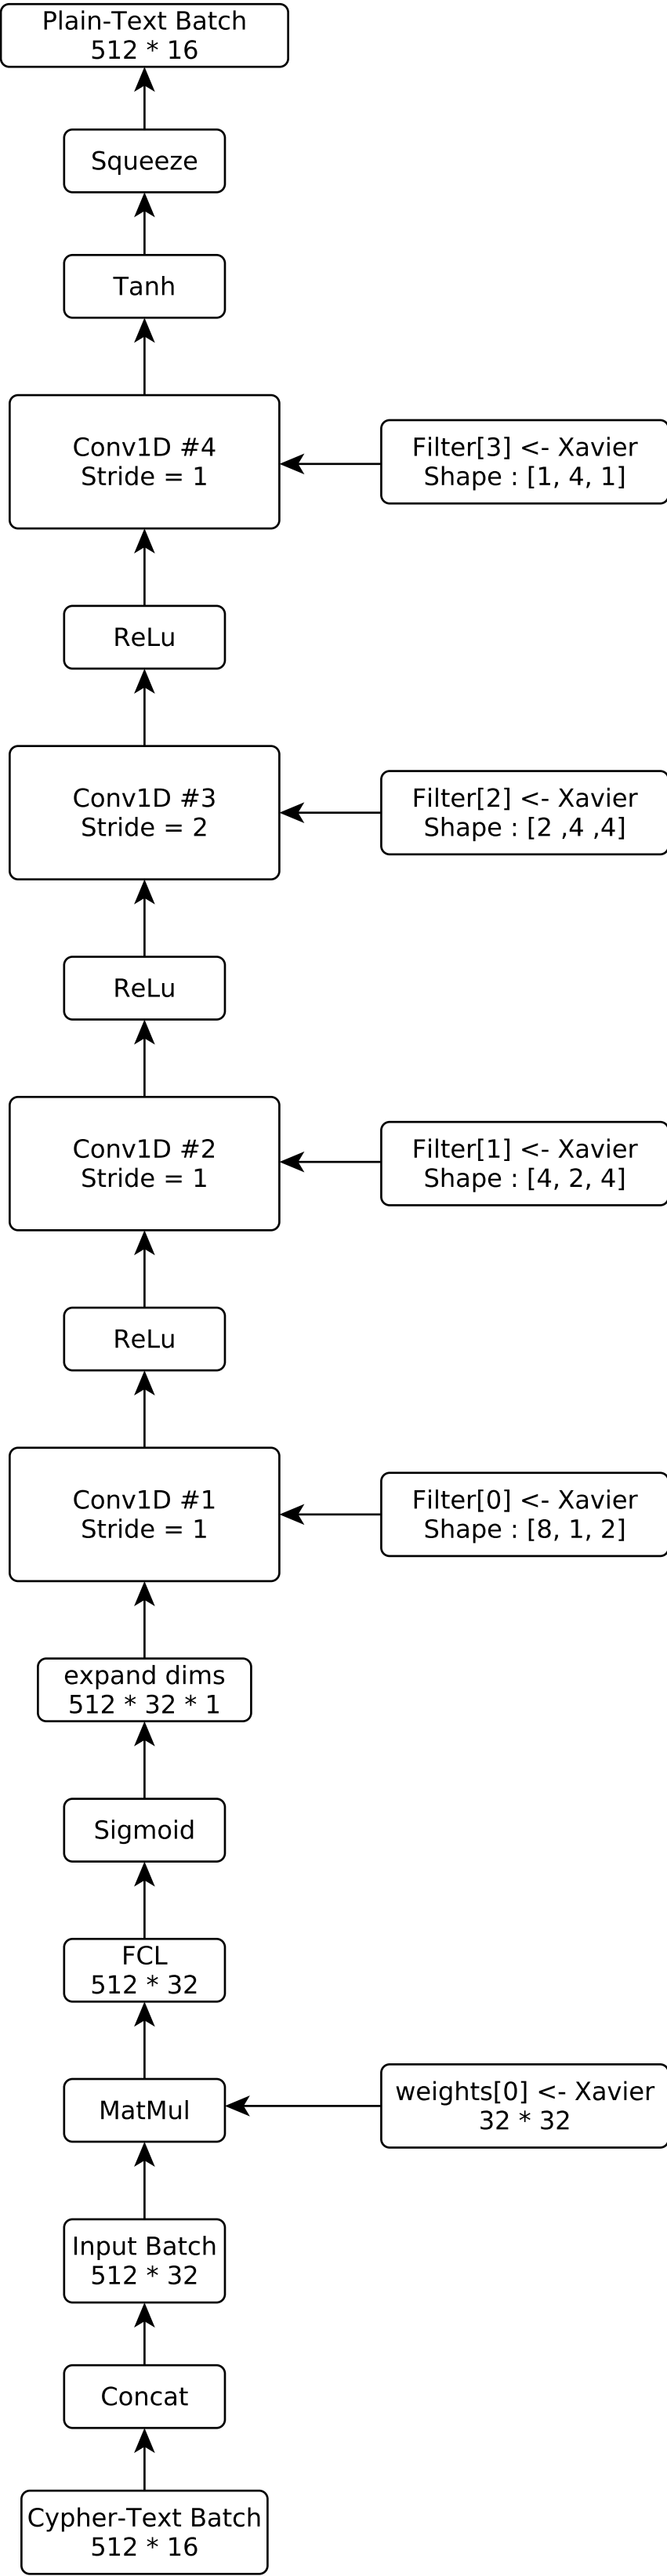 Plain-Text Batch
512 * 16
Squeeze
Tanh
Conv1D #4
Stride = 1
Filter[3] <- Xavier
Shape : [1, 4, 1]
ReLu
Conv1D #3
Stride = 2
Filter[2] <- Xavier
Shape : [2 ,4 ,4]
ReLu
Conv1D #2
Stride = 1
Filter[1] <- Xavier
Shape : [4, 2, 4]
ReLu
Conv1D #1
Stride = 1
Filter[0] <- Xavier
Shape : [8, 1, 2]
expand dims
512 * 32 * 1
Sigmoid
FCL
512 * 32
MatMul
weights[0] <- Xavier
32 * 32
Input Batch
512 * 32
Concat
Cypher-Text Batch
512 * 16